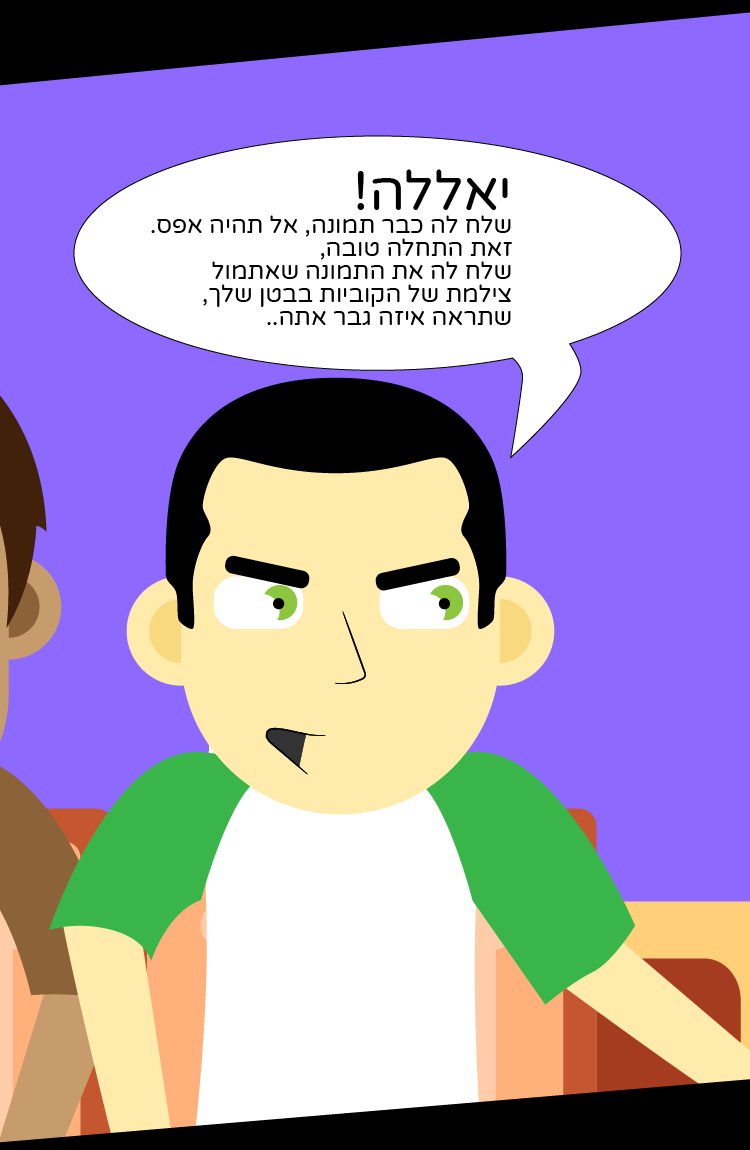 יאללה!
שלח לה כבר תמונה, אל תהיה אפס.
זאת התחלה טובה,
שלח לה את התמונה שאתמול
צילמת של הקוביות בבטן שלך,
שתראה איזה גבר אתה..